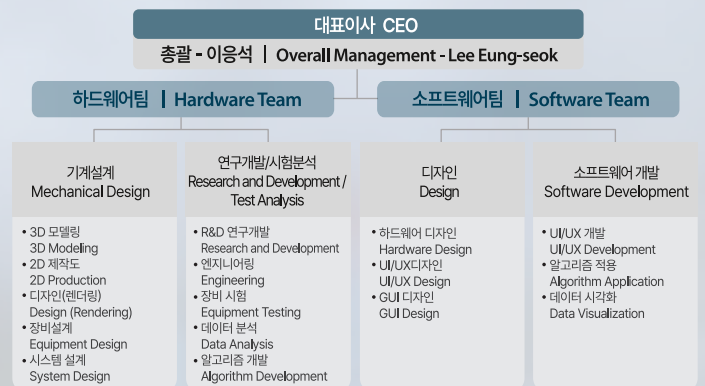 대표이사 CEO
총괄 - 이응석 | Overall Management - Lee Eung-seok
하드웨어팀 | Hardware Team
소프트웨어팀 | Software Team
기계설계
Mechanical Design
• 3D 모델링
3D Modeling
• 2D 제작도
2D Production
• 디자인(렌더링)
Design (Rendering)
• 장비설계
Equipment Design
• 시스템 설계
System Design
연구개발/시험분석
Research and Development /
Test Analysis
• R&D 연구개발
Research and Development
• 엔지니어링
Engineering
• 장비 시험
Equipment Testing
• 데이터 분석
Data Analysis
• 알고리즘 개발
Algorithm Development
디자인
Design
• 하드웨어 디자인
Hardware Design
• UI/UX디자인
UI/UX Design
• GUI 디자인
GUI Design
소프트웨어 개발
Software Development
• UI/UX 개발
UI/UX Development
• 알고리즘 적용
Algorithm Application
• 데이터 시각화
Data Visualization